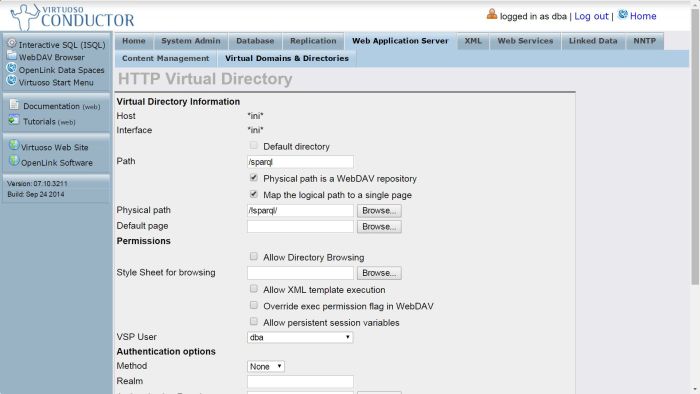 VIRTUOSO
CONDUCTOR
logged in as dba | Log out | Home
Interactive SQL (ISQL)
WebDAV Browser
OpenLink Data Spaces
Virtuoso Start Menu
Documentation (web)
Tutorials (web)
Virtuoso Web Site
OpenLink Software
Version: 07.10.3211
Build: Sep 24 2014
Home System Admin Database Replication Web Application Server XML Web Services Linked Data NNTP
Content Management Virtual Domains & Directories
HTTP Virtual Directory
Virtual Directory Information
Host *ini*
Interface *ini*
Default directory
Path /sparql
Physical path is a WebDAV repository
Map the logical path to a single page
Physical path /!sparql/ Browse...
Default page Browse...
Permissions
Allow Directory Browsing
Style Sheet for browsing Browse...
Allow XML template execution
Override exec permission flag in WebDAV
Allow persistent session variables
VSP User dba
Authentication options
Method None
Realm